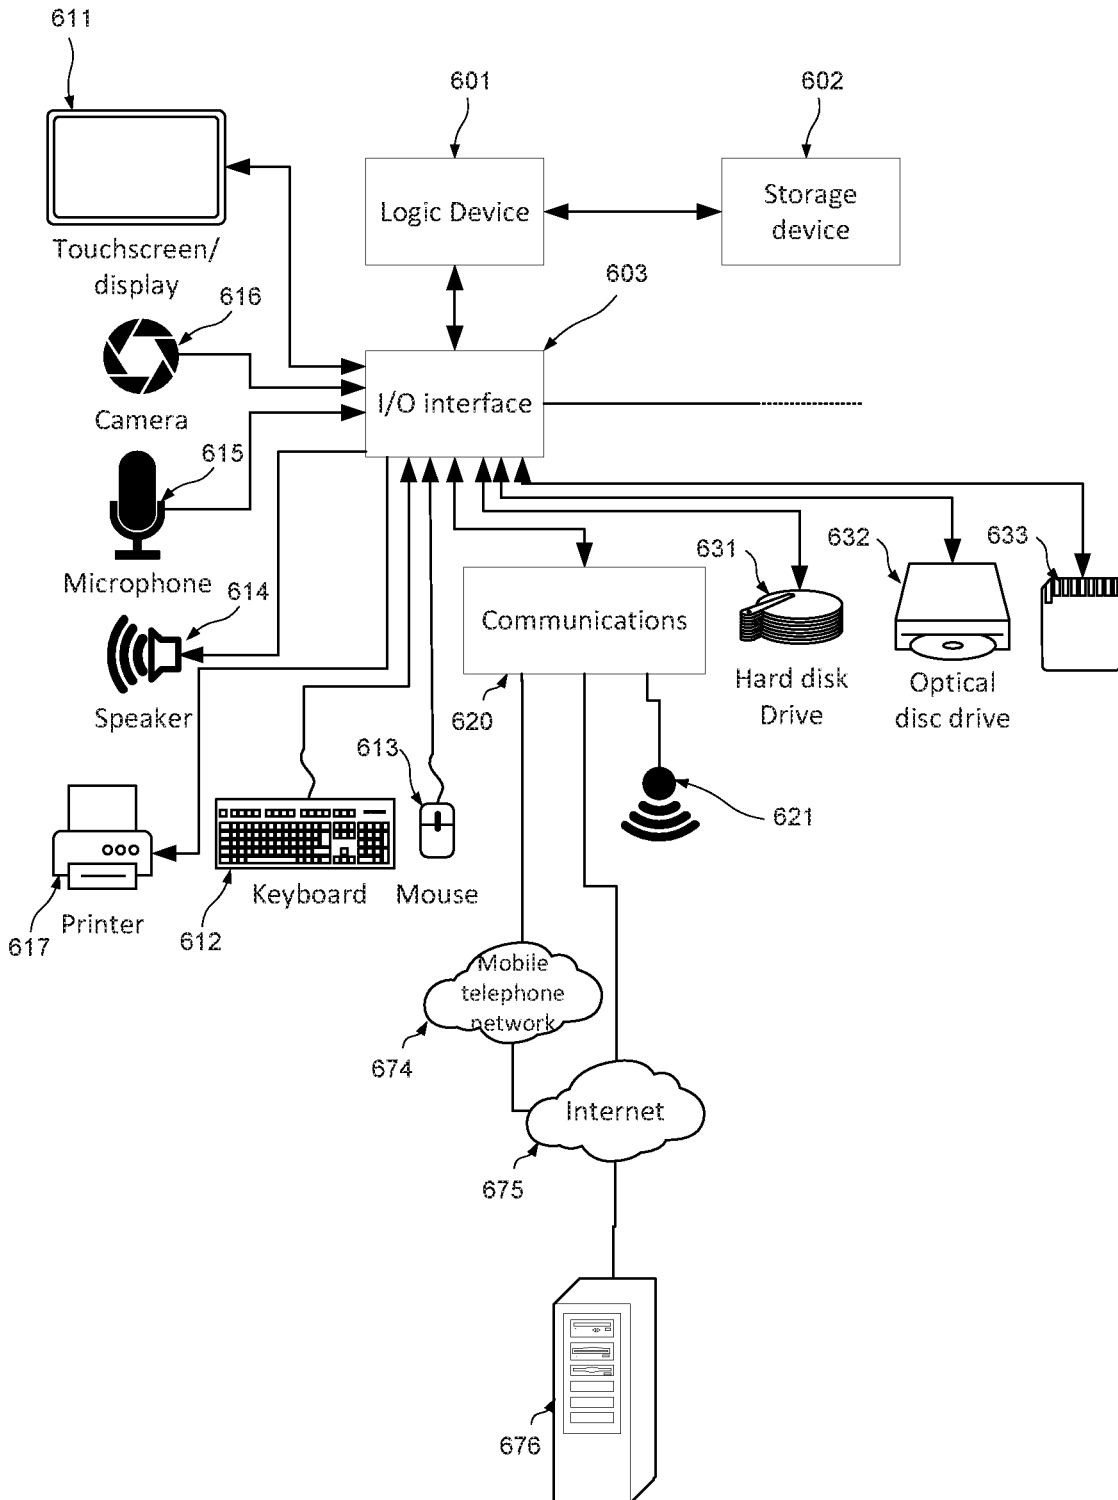 611
601
602
Logic Device
Storage
device
Touchscreen/
display
603
616
I/O interface
Camera
615
Microphone
614
631
632
633
Communications
Speaker
Hard disk
Drive
Optical
disc drive
620
613
621
Keyboard
Mouse
Printer
617
612
Mobile
telephone
network
674
Internet
675
676